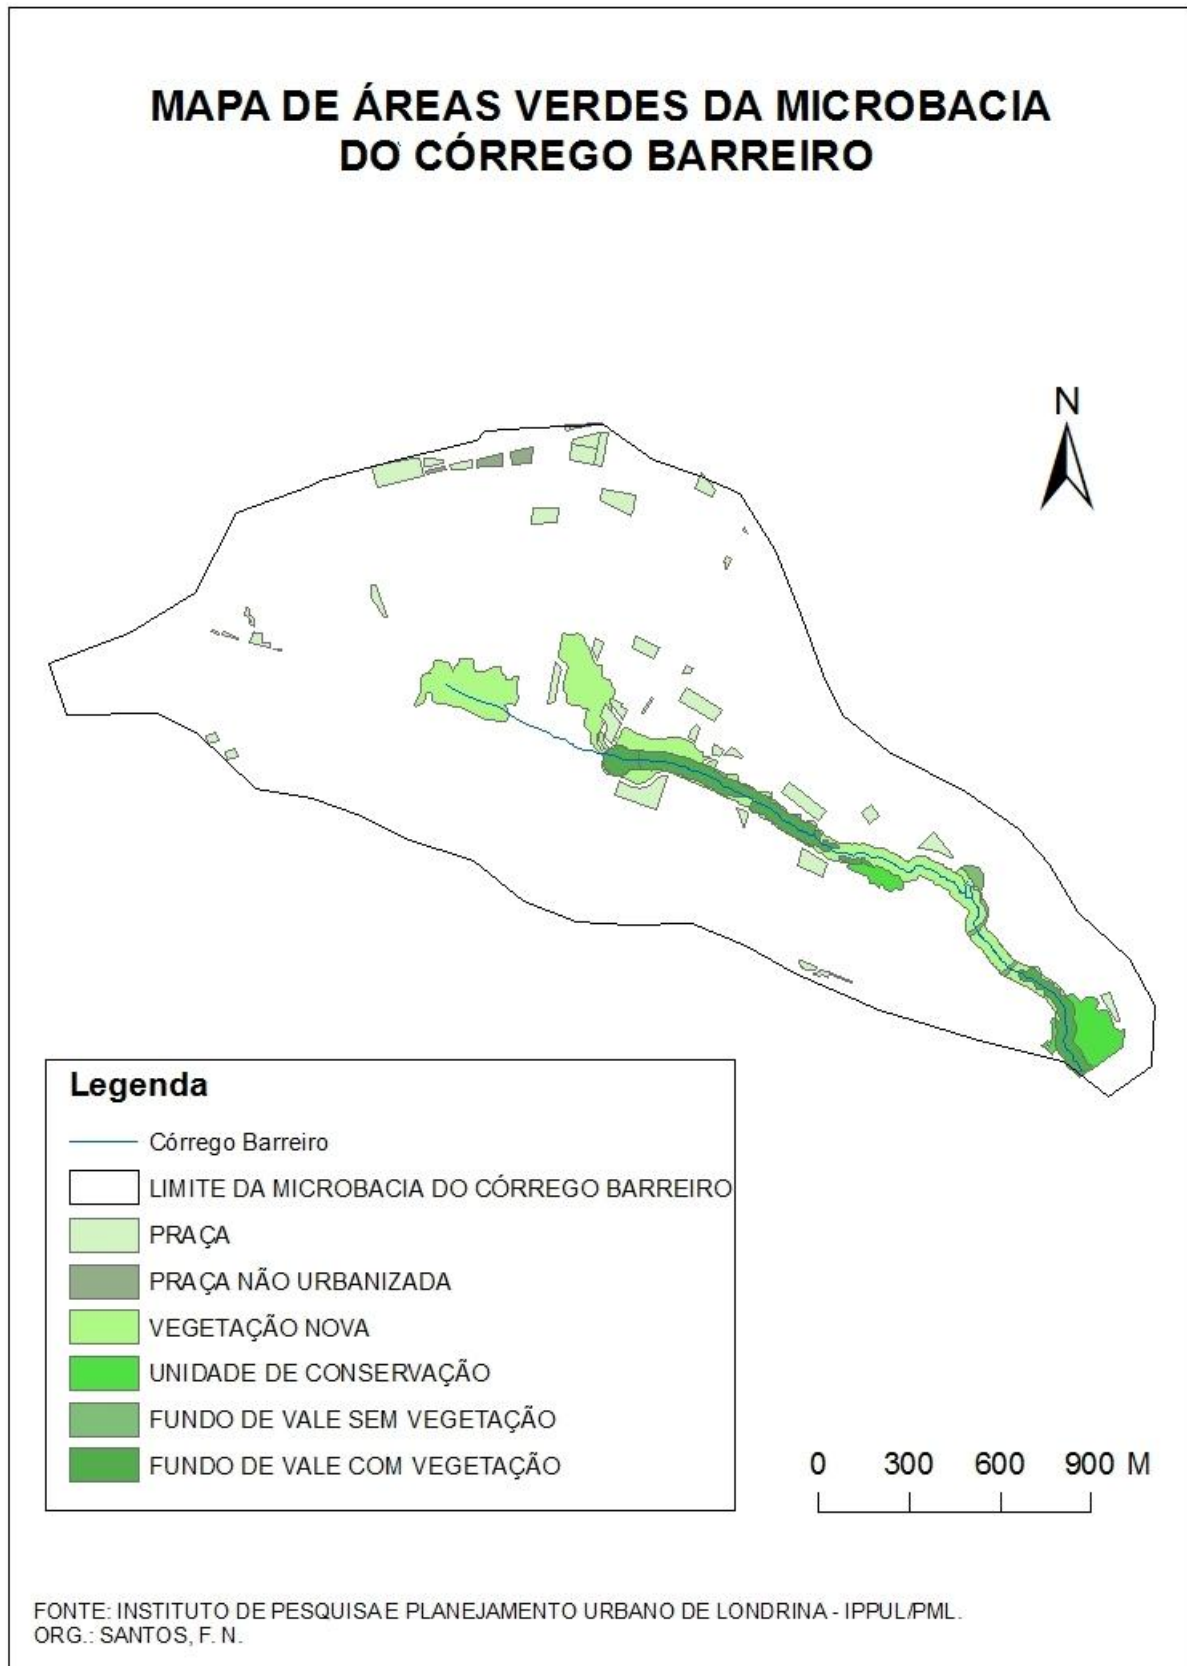 MAPA DE ÁREAS VERDES DA MICROBACIA
DO CÓRREGO BARREIRO
N
Legenda
Córrego Barreiro
LIMITE DA MICROBACIA DO CÓRREGO BARREIRO
PRAÇA
PRAÇA NÃO URBANIZADA
VEGETAÇÃO NOVA
UNIDADE DE CONSERVAÇÃO
FUNDO DE VALE SEM VEGETAÇÃO
FUNDO DE VALE COM VEGETAÇÃO
0 300 600 900 M
FONTE: INSTITUTO DE PESQUISA E PLANEJAMENTO URBANO DE LONDRINA - IPPUL/PML.
ORG.: SANTOS, F. N.